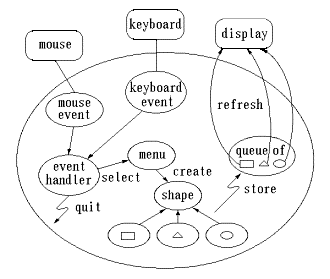 keyboard
display
mouse
keyboard
event
mouse
event
refresh
menu
queue of
event
handler
select
create
shape
store
quit